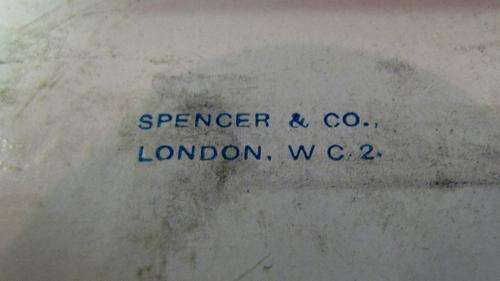 SPENCER & CO.,
LONDON. W C. 2.